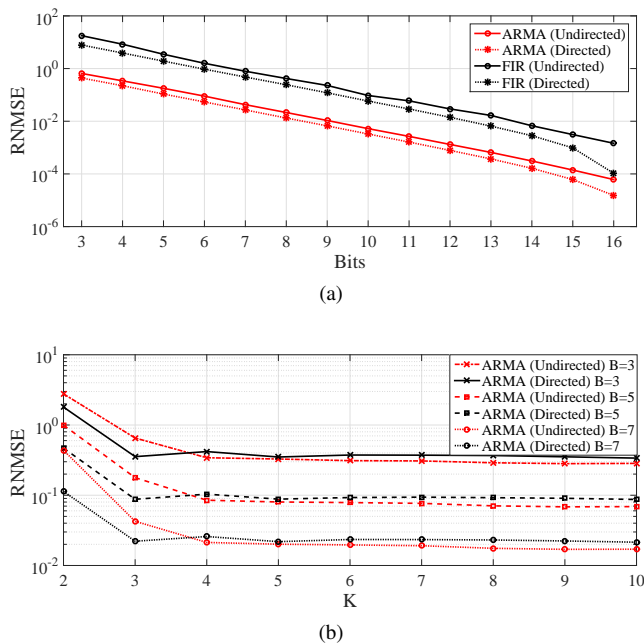 10^2
10^0
10^-2
10^-4
10^-6
RNMSE
ARMA (Undirected)
ARMA (Directed)
FIR (Undirected)
FIR (Directed)
3 4 5 6 7 8 9 10 11 12 13 14 15 16
Bits
(a)
10^1
10^0
10^-1
10^-2
RNMSE
ARMA (Undirected) B=3
ARMA (Directed) B=3
ARMA (Undirected) B=5
ARMA (Directed) B=5
ARMA (Undirected) B=7
ARMA (Directed) B=7
2 3 4 5 6 7 8 9 10
K
(b)